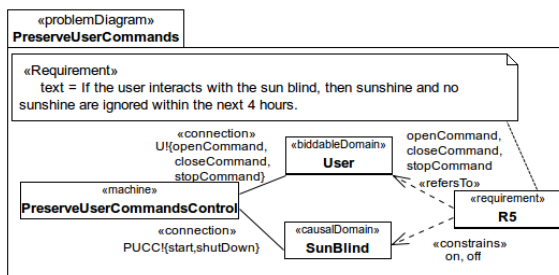 «problemDiagram»
PreserveUserCommands
«Requirement»
text = If the user interacts with the sun blind, then sunshine and no
sunshine are ignored within the next 4 hours.
«connection»
U!{openCommand,
closeCommand,
stopCommand}
«biddableDomain»
User
openCommand,
closeCommand,
stopCommand
«refersTo»
«machine»
PreserveUserCommandsControl
«requirement»
R5
«connection»
PUCC!{start,shutDown}
«causalDomain»
SunBlind
«constrains»
on, off